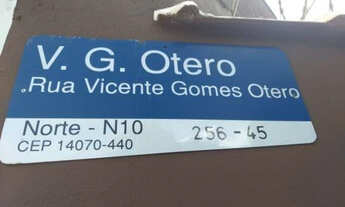 V. G. Otero
Rua Vicente Gomes Otero
Norte - N10 256 - 45
CEP 14070-440